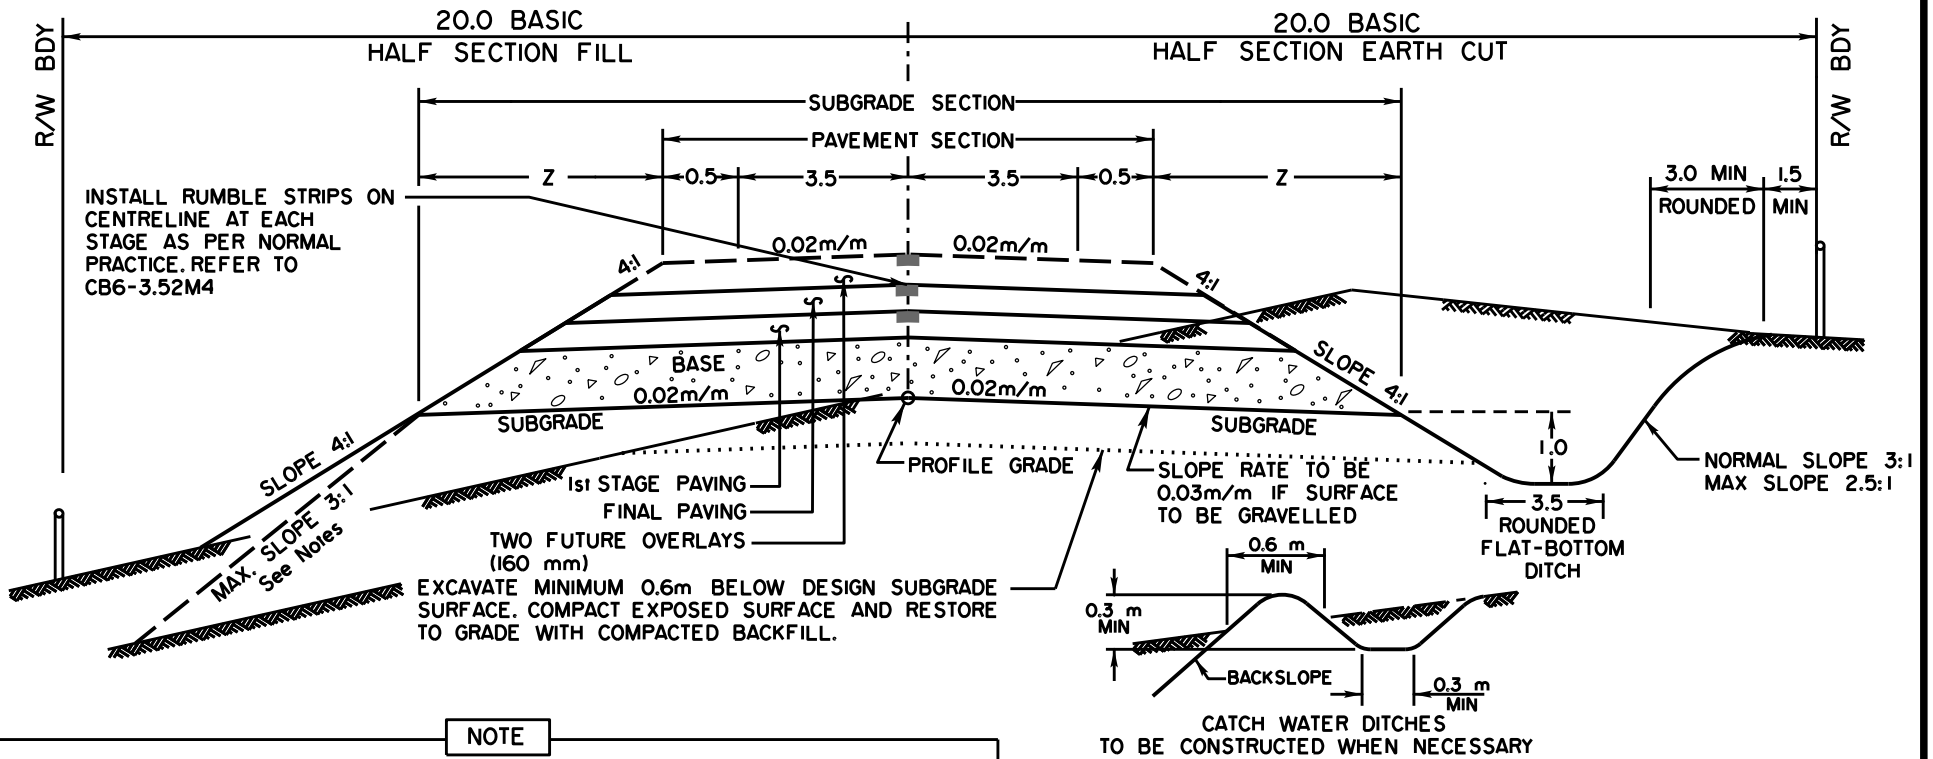 20.0 BASIC
HALF SECTION FILL
20.0 BASIC
HALF SECTION EARTH CUT
R/W BDY
R/W BDY
SUBGRADE SECTION
PAVEMENT SECTION
Z
0.5
3.5
3.5
0.5
Z
3.0 MIN
ROUNDED
1.5
MIN
INSTALL RUMBLE STRIPS ON
CENTRELINE AT EACH
STAGE AS PER NORMAL
PRACTICE. REFER TO
CB6-3.52M4
0.02m/m
0.02m/m
4:1
4:1
BASE
0.02m/m
0.02m/m
SUBGRADE
SUBGRADE
SLOPE 4:1
SLOPE 4:1
MAX. SLOPE 3:1
See Notes
1.0
PROFILE GRADE
SLOPE RATE TO BE
0.03m/m IF SURFACE
TO BE GRAVELLED
NORMAL SLOPE 3:1
MAX SLOPE 2.5:1
3.5
ROUNDED
FLAT-BOTTOM
DITCH
1st STAGE PAVING
FINAL PAVING
TWO FUTURE OVERLAYS
(160 mm)
EXCAVATE MINIMUM 0.6m BELOW DESIGN SUBGRADE
SURFACE. COMPACT EXPOSED SURFACE AND RESTORE
TO GRADE WITH COMPACTED BACKFILL.
0.6 m
MIN
0.3 m
MIN
BACKSLOPE
0.3 m
MIN
CATCH WATER DITCHES
TO BE CONSTRUCTED WHEN NECESSARY
NOTE